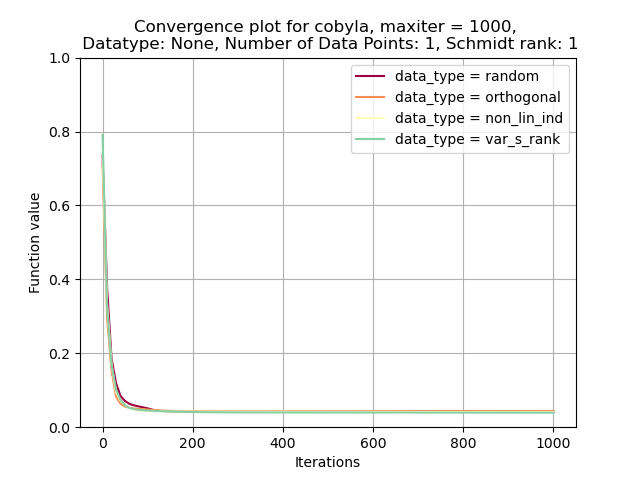 Convergence plot for cobyla, maxiter = 1000,
Datatype: None, Number of Data Points: 1, Schmidt rank: 1
1.0
0.8
0.6
0.4
0.2
0.0
Function value
data_type = random
data_type = orthogonal
data_type = non_lin_ind
data_type = var_s_rank
0 200 400 600 800 1000
Iterations